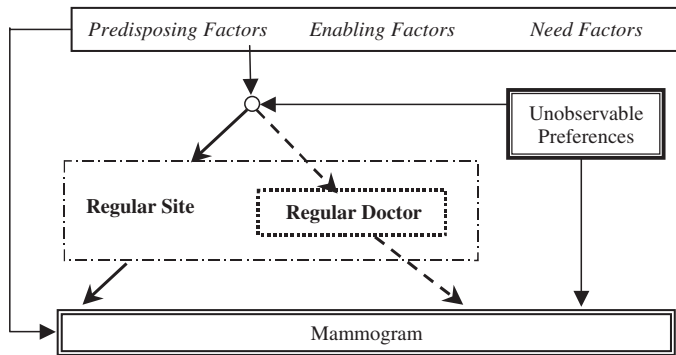 Predisposing Factors Enabling Factors Need Factors
Unobservable
Preferences
Regular Site
Regular Doctor
Mammogram